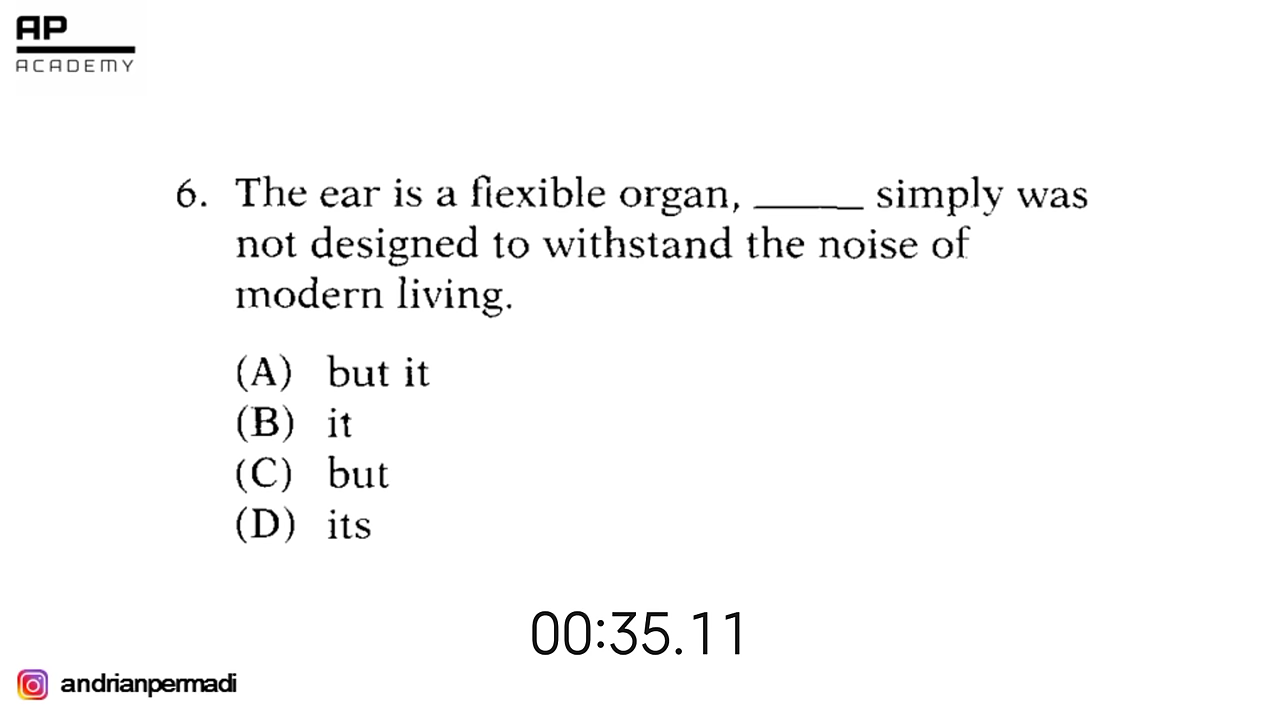 AP
ACADEMY
6. The ear is a flexible organ, _____ simply was
not designed to withstand the noise of
modern living.
(A) but it
(B) it
(C) but
(D) its
00:35.11
andrianpermadi